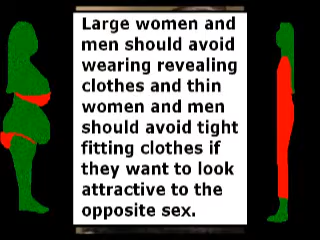 Large women and
men should avoid
wearing revealing
clothes and thin
women and men
should avoid tight
fitting clothes if
they want to look
attractive to the
opposite sex.